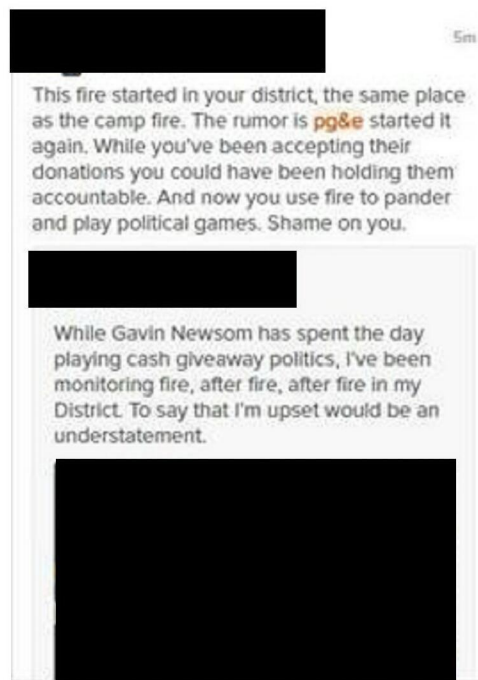 5m
This fire started in your district, the same place
as the camp fire. The rumor is pg&e started it
again. While you've been accepting their
donations you could have been holding them
accountable. And now you use fire to pander
and play political games. Shame on you.
While Gavin Newsom has spent the day
playing cash giveaway politics, I've been
monitoring fire, after fire, after fire in my
District. To say that I'm upset would be an
understatement.